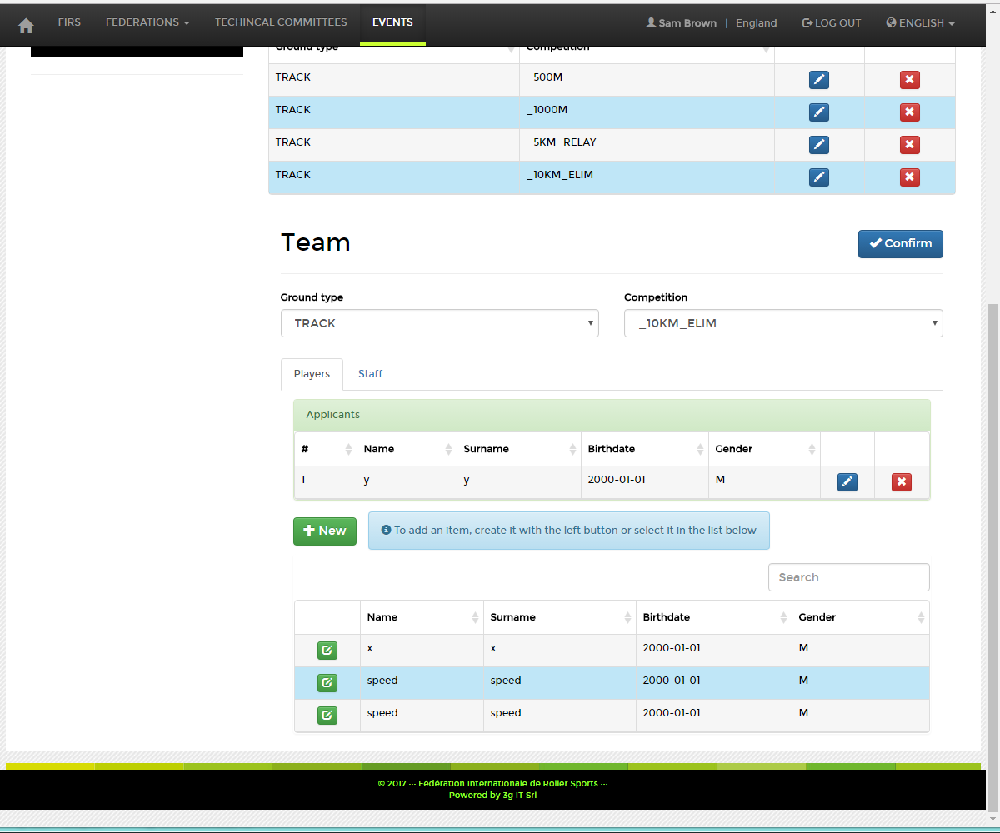 FIRS FEDERATIONS TECHINCAL COMMITTEES EVENTS Sam Brown | England LOG OUT ENGLISH
Ground type Competition
TRACK _500M
TRACK _1000M
TRACK _5KM_RELAY
TRACK _10KM_ELIM
Team Confirm
Ground type Competition
TRACK _10KM_ELIM
Players Staff
Applicants
# Name Surname Birthdate Gender
1 y y 2000-01-01 M
New To add an item, create it with the left button or select it in the list below
Search
Name Surname Birthdate Gender
x x 2000-01-01 M
speed speed 2000-01-01 M
speed speed 2000-01-01 M
© 2017 ::: Fédération Internationale de Roller Sports :::
Powered by 3g IT Srl